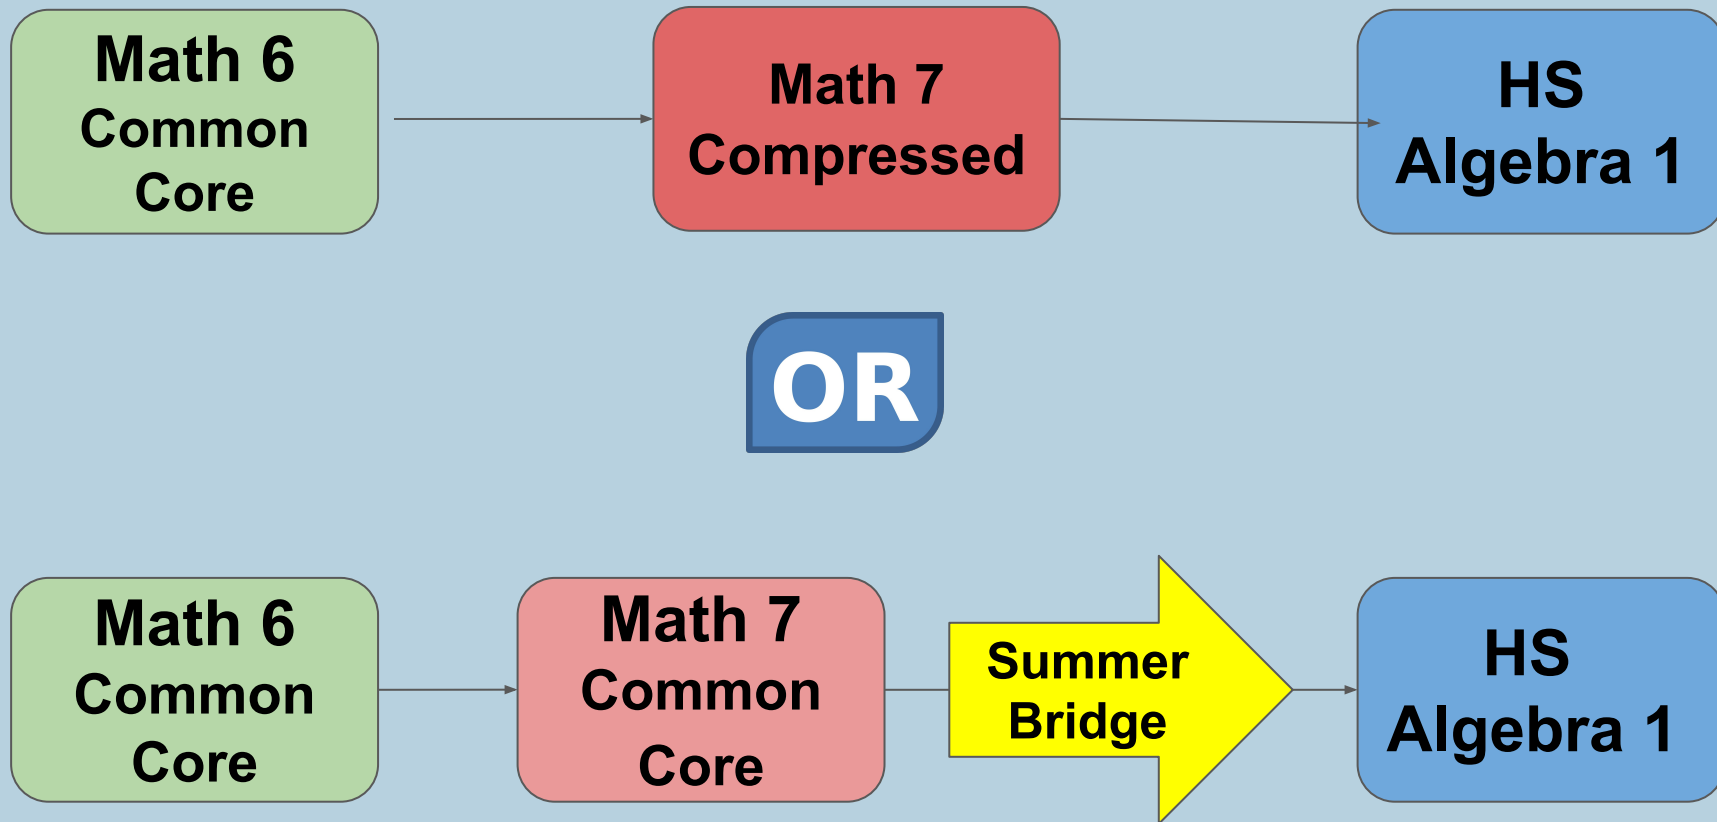 Math 6
Common
Core
Math 7
Compressed
HS
Algebra 1
OR
Math 6
Common
Core
Math 7
Common
Core
Summer
Bridge
HS
Algebra 1